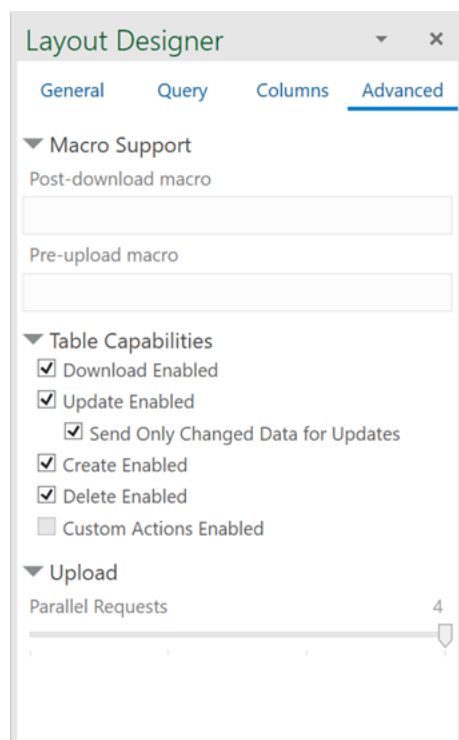 Layout Designer
General Query Columns Advanced
Macro Support
Post-download macro
Pre-upload macro
Table Capabilities
Download Enabled
Update Enabled
Send Only Changed Data for Updates
Create Enabled
Delete Enabled
Custom Actions Enabled
Upload
Parallel Requests 4